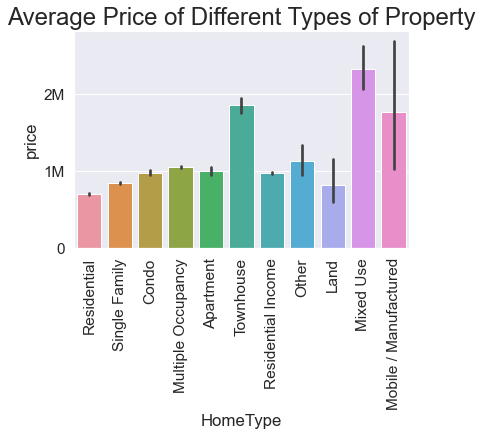 Average Price of Different Types of Property
price
2M
1M
0
Residential
Single Family
Condo
Multiple Occupancy
Apartment
Townhouse
Residential Income
Other
Land
Mixed Use
Mobile / Manufactured
HomeType